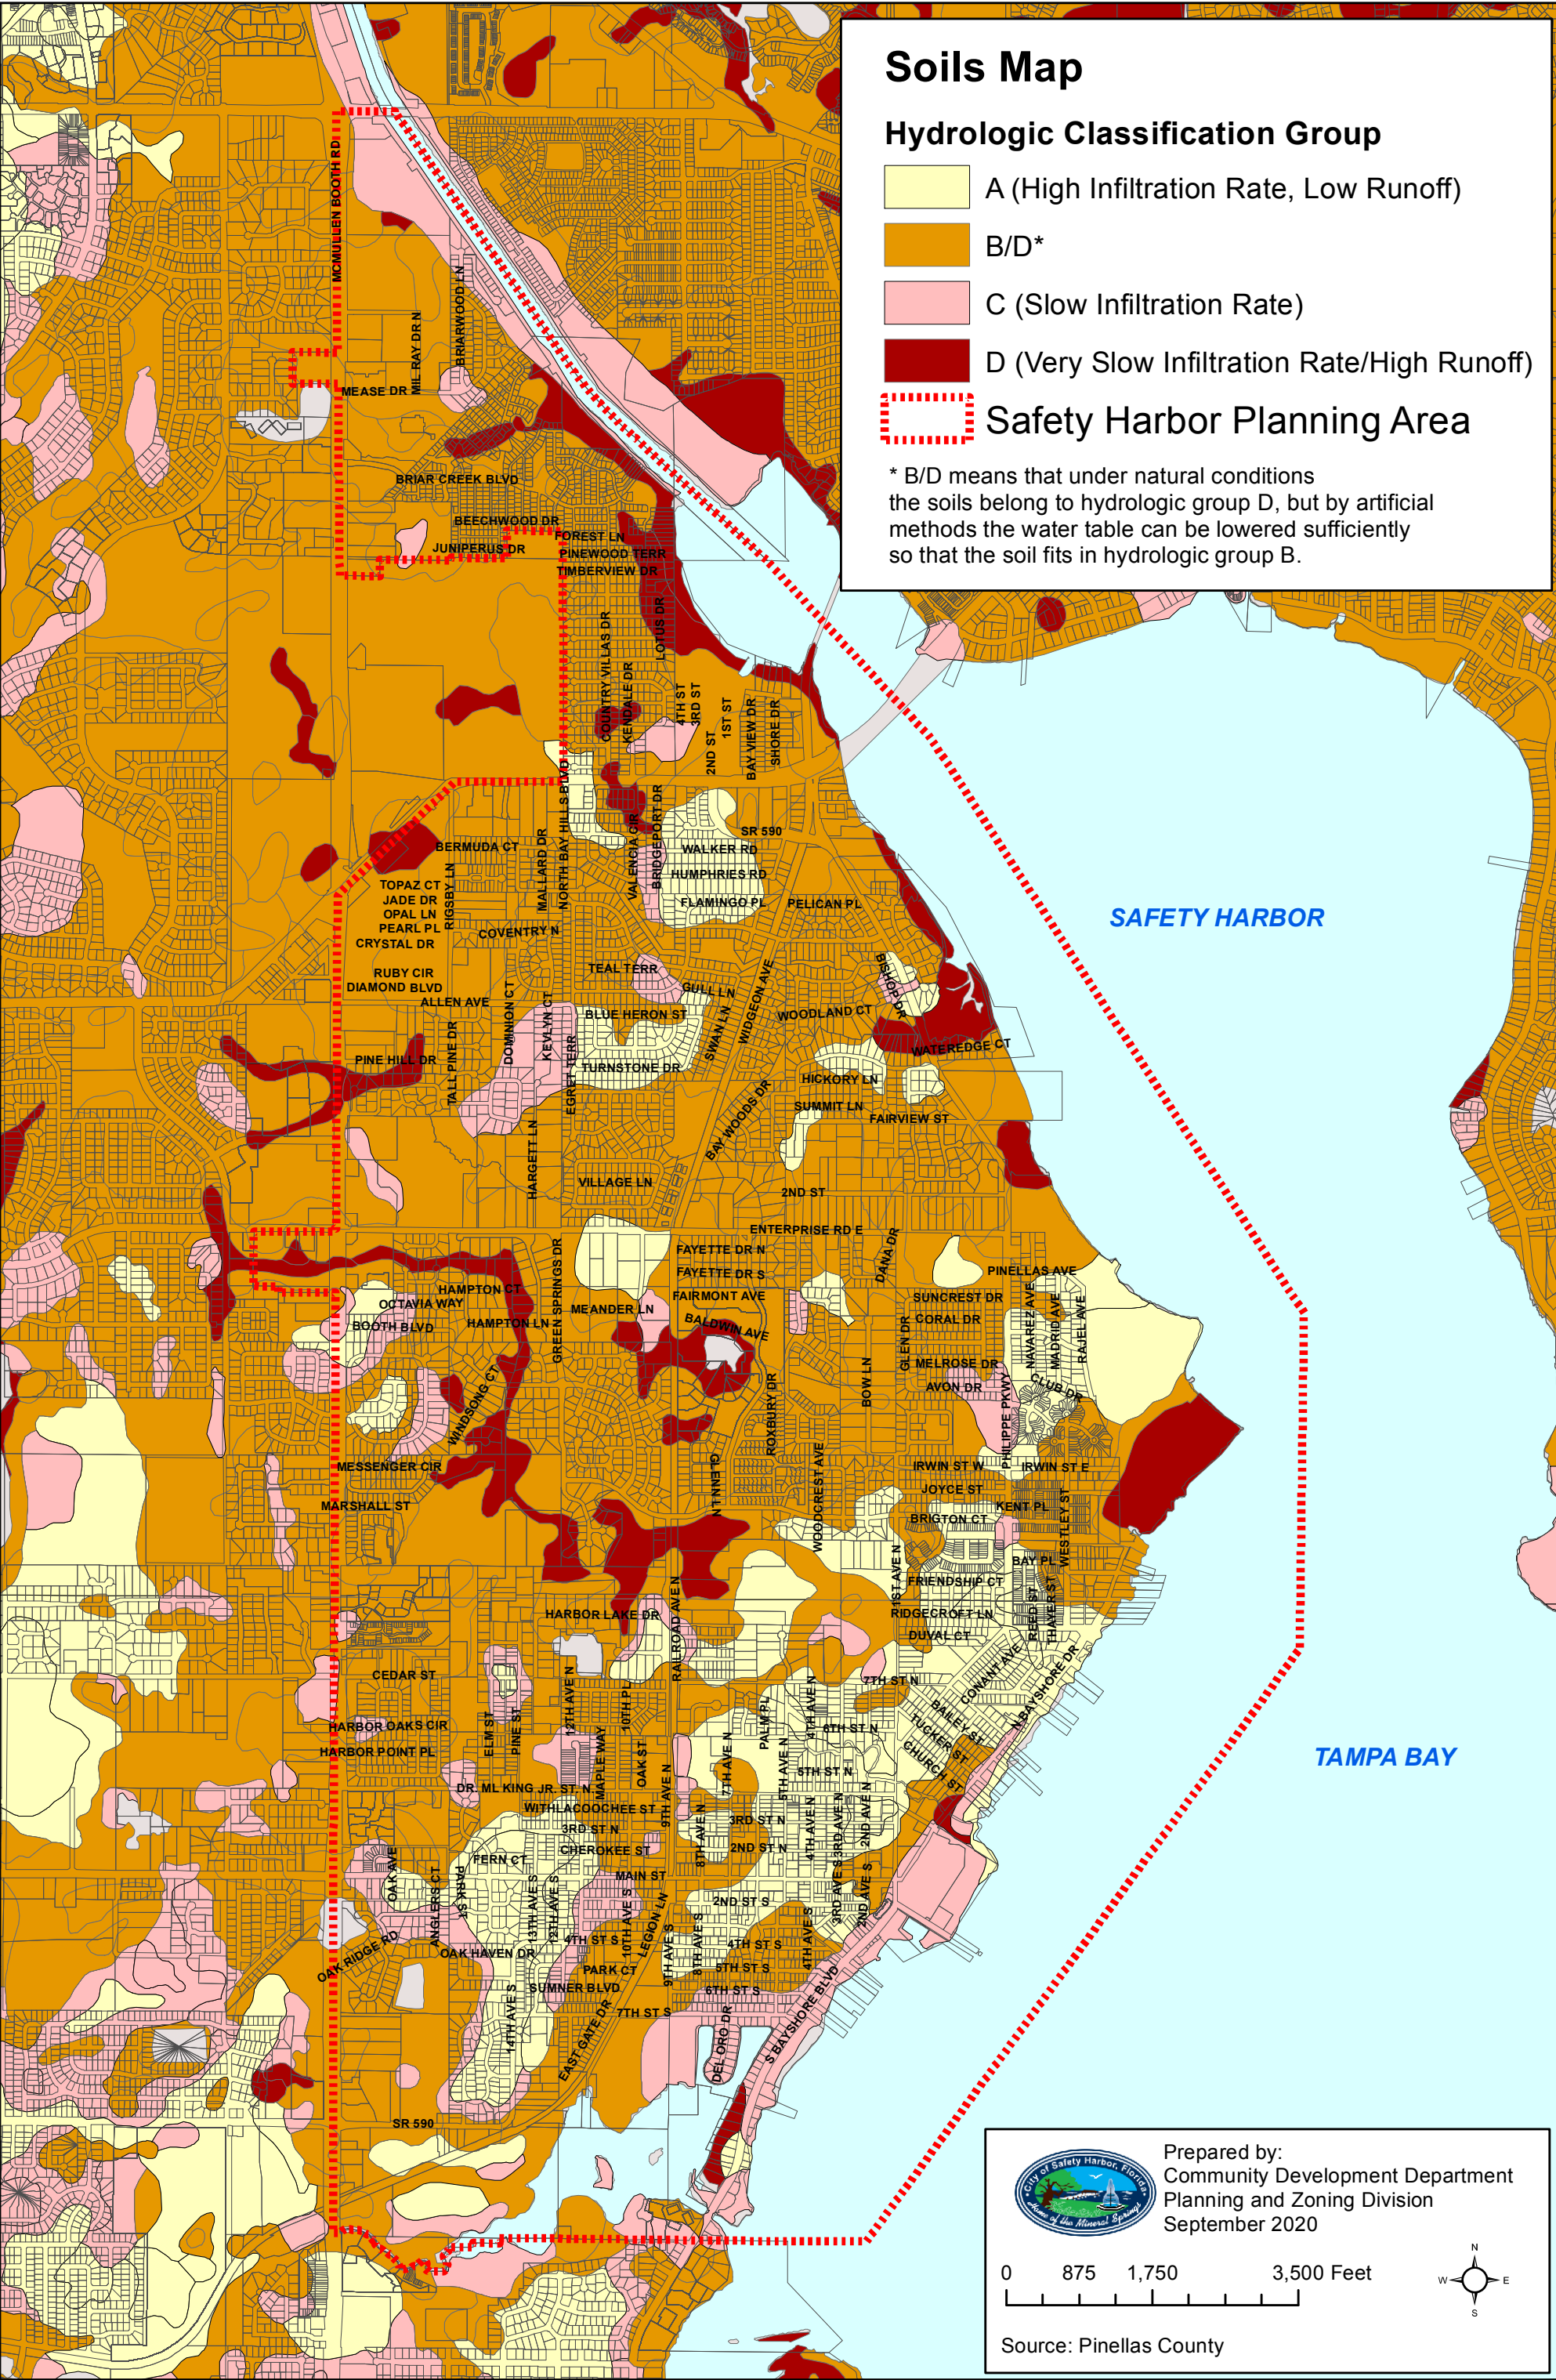 Soils Map
Hydrologic Classification Group
A (High Infiltration Rate, Low Runoff)
B/D*
C (Slow Infiltration Rate)
D (Very Slow Infiltration Rate/High Runoff)
Safety Harbor Planning Area
* B/D means that under natural conditions
the soils belong to hydrologic group D, but by artificial
methods the water table can be lowered sufficiently
so that the soil fits in hydrologic group B.
MCMULLEN BOOTH RD
BRIARWOOD LN
MIL RAY DR N
MEASE DR
BRIAR CREEK BLVD
BEECHWOOD DR
FOREST LN
JUNIPERUS DR
PINEWOOD TERR
TIMBERVIEW DR
LOTUS DR
COUNTRY VILLAS DR
KENDALE DR
4TH ST
3RD ST
1ST ST
2ND ST
BAY VIEW DR
SHORE DR
NORTH BAY HILLS BLVD
VALENCIA CIR
BRIDGEPORT DR
SR 590
BERMUDA CT
MALLARD DR
WALKER RD
HUMPHRIES RD
RIGSBY LN
TOPAZ CT
JADE DR
OPAL LN
PEARL PL
CRYSTAL DR
FLAMINGO PL
PELICAN PL
SAFETY HARBOR
COVENTRY N
RUBY CIR
DIAMOND BLVD
ALLEN AVE
TEAL TERR
GULL LN
BISHOP DR
WIDGEON AVE
DOMINION CT
KEVLYN CT
BLUE HERON ST
WOODLAND CT
SWAN LN
EGRET TERR
PINE HILL DR
TALL PINE DR
TURNSTONE DR
WATEREDGE CT
HICKORY LN
SUMMIT LN
FAIRVIEW ST
BAY WOODS DR
HARGETT LN
VILLAGE LN
2ND ST
ENTERPRISE RD E
FAYETTE DR N
FAYETTE DR S
DANA DR
PINELLAS AVE
GREEN SPRINGS DR
HAMPTON CT
OCTAVIA WAY
BOOTH BLVD
HAMPTON LN
MEANDER LN
FAIRMONT AVE
BALDWIN AVE
SUNCREST DR
CORAL DR
GLEN DR
NAVAREZ AVE
MADRID AVE
RAJEL AVE
MELROSE DR
AVON DR
CLUB DR
BOW LN
PHILIPPE PKWY
WINDSONG CT
ROXBURY DR
MESSENGER CIR
GLENN LN
WOODCREST AVE
IRWIN ST W
IRWIN ST E
MARSHALL ST
JOYCE ST
KENT PL
BRIGTON CT
WESTLEY ST
BAY PL
1ST AVE N
FRIENDSHIP CT
RIDGECROFT LN
REED ST
THAYER ST
DUVAL CT
HARBOR LAKE DR
RAILROAD AVE N
CEDAR ST
7TH ST N
CONANT AVE
N BAYSHORE DR
12TH AVE N
10TH PL
PALM PL
4TH AVE N
BAILEY ST
TUCKER ST
CHURCH ST
HARBOR OAKS CIR
ELM ST
PINE ST
6TH ST N
HARBOR POINT PL
MAPLE WAY
OAK ST
7TH AVE N
5TH AVE N
5TH ST N
TAMPA BAY
DR. ML KING JR. ST. N.
9TH AVE N
WITHLACOOCHEE ST
3RD ST N
3RD ST N
8TH AVE N
4TH AVE N
3RD AVE N
2ND AVE N
CHEROKEE ST
2ND ST N
FERN CT
MAIN ST
OAK AVE
ANGLERS CT
PARK ST
13TH AVE S
12TH AVE S
10TH AVE S
LEGION LN
2ND ST S
3RD AVE S
2ND AVE S
4TH ST S
4TH ST S
4TH AVE S
OAK RIDGE RD
OAK HAVEN DR
9TH AVE S
8TH AVE S
PARK CT
5TH ST S
SUMNER BLVD
6TH ST S
7TH ST S
14TH AVE S
EAST GATE DR
DEL ORO DR
S BAYSHORE BLVD
SR 590
City of Safety Harbor, Florida
Home of the Mineral Springs
Prepared by:
Community Development Department
Planning and Zoning Division
September 2020
0 875 1,750 3,500 Feet
N
W E
S
Source: Pinellas County